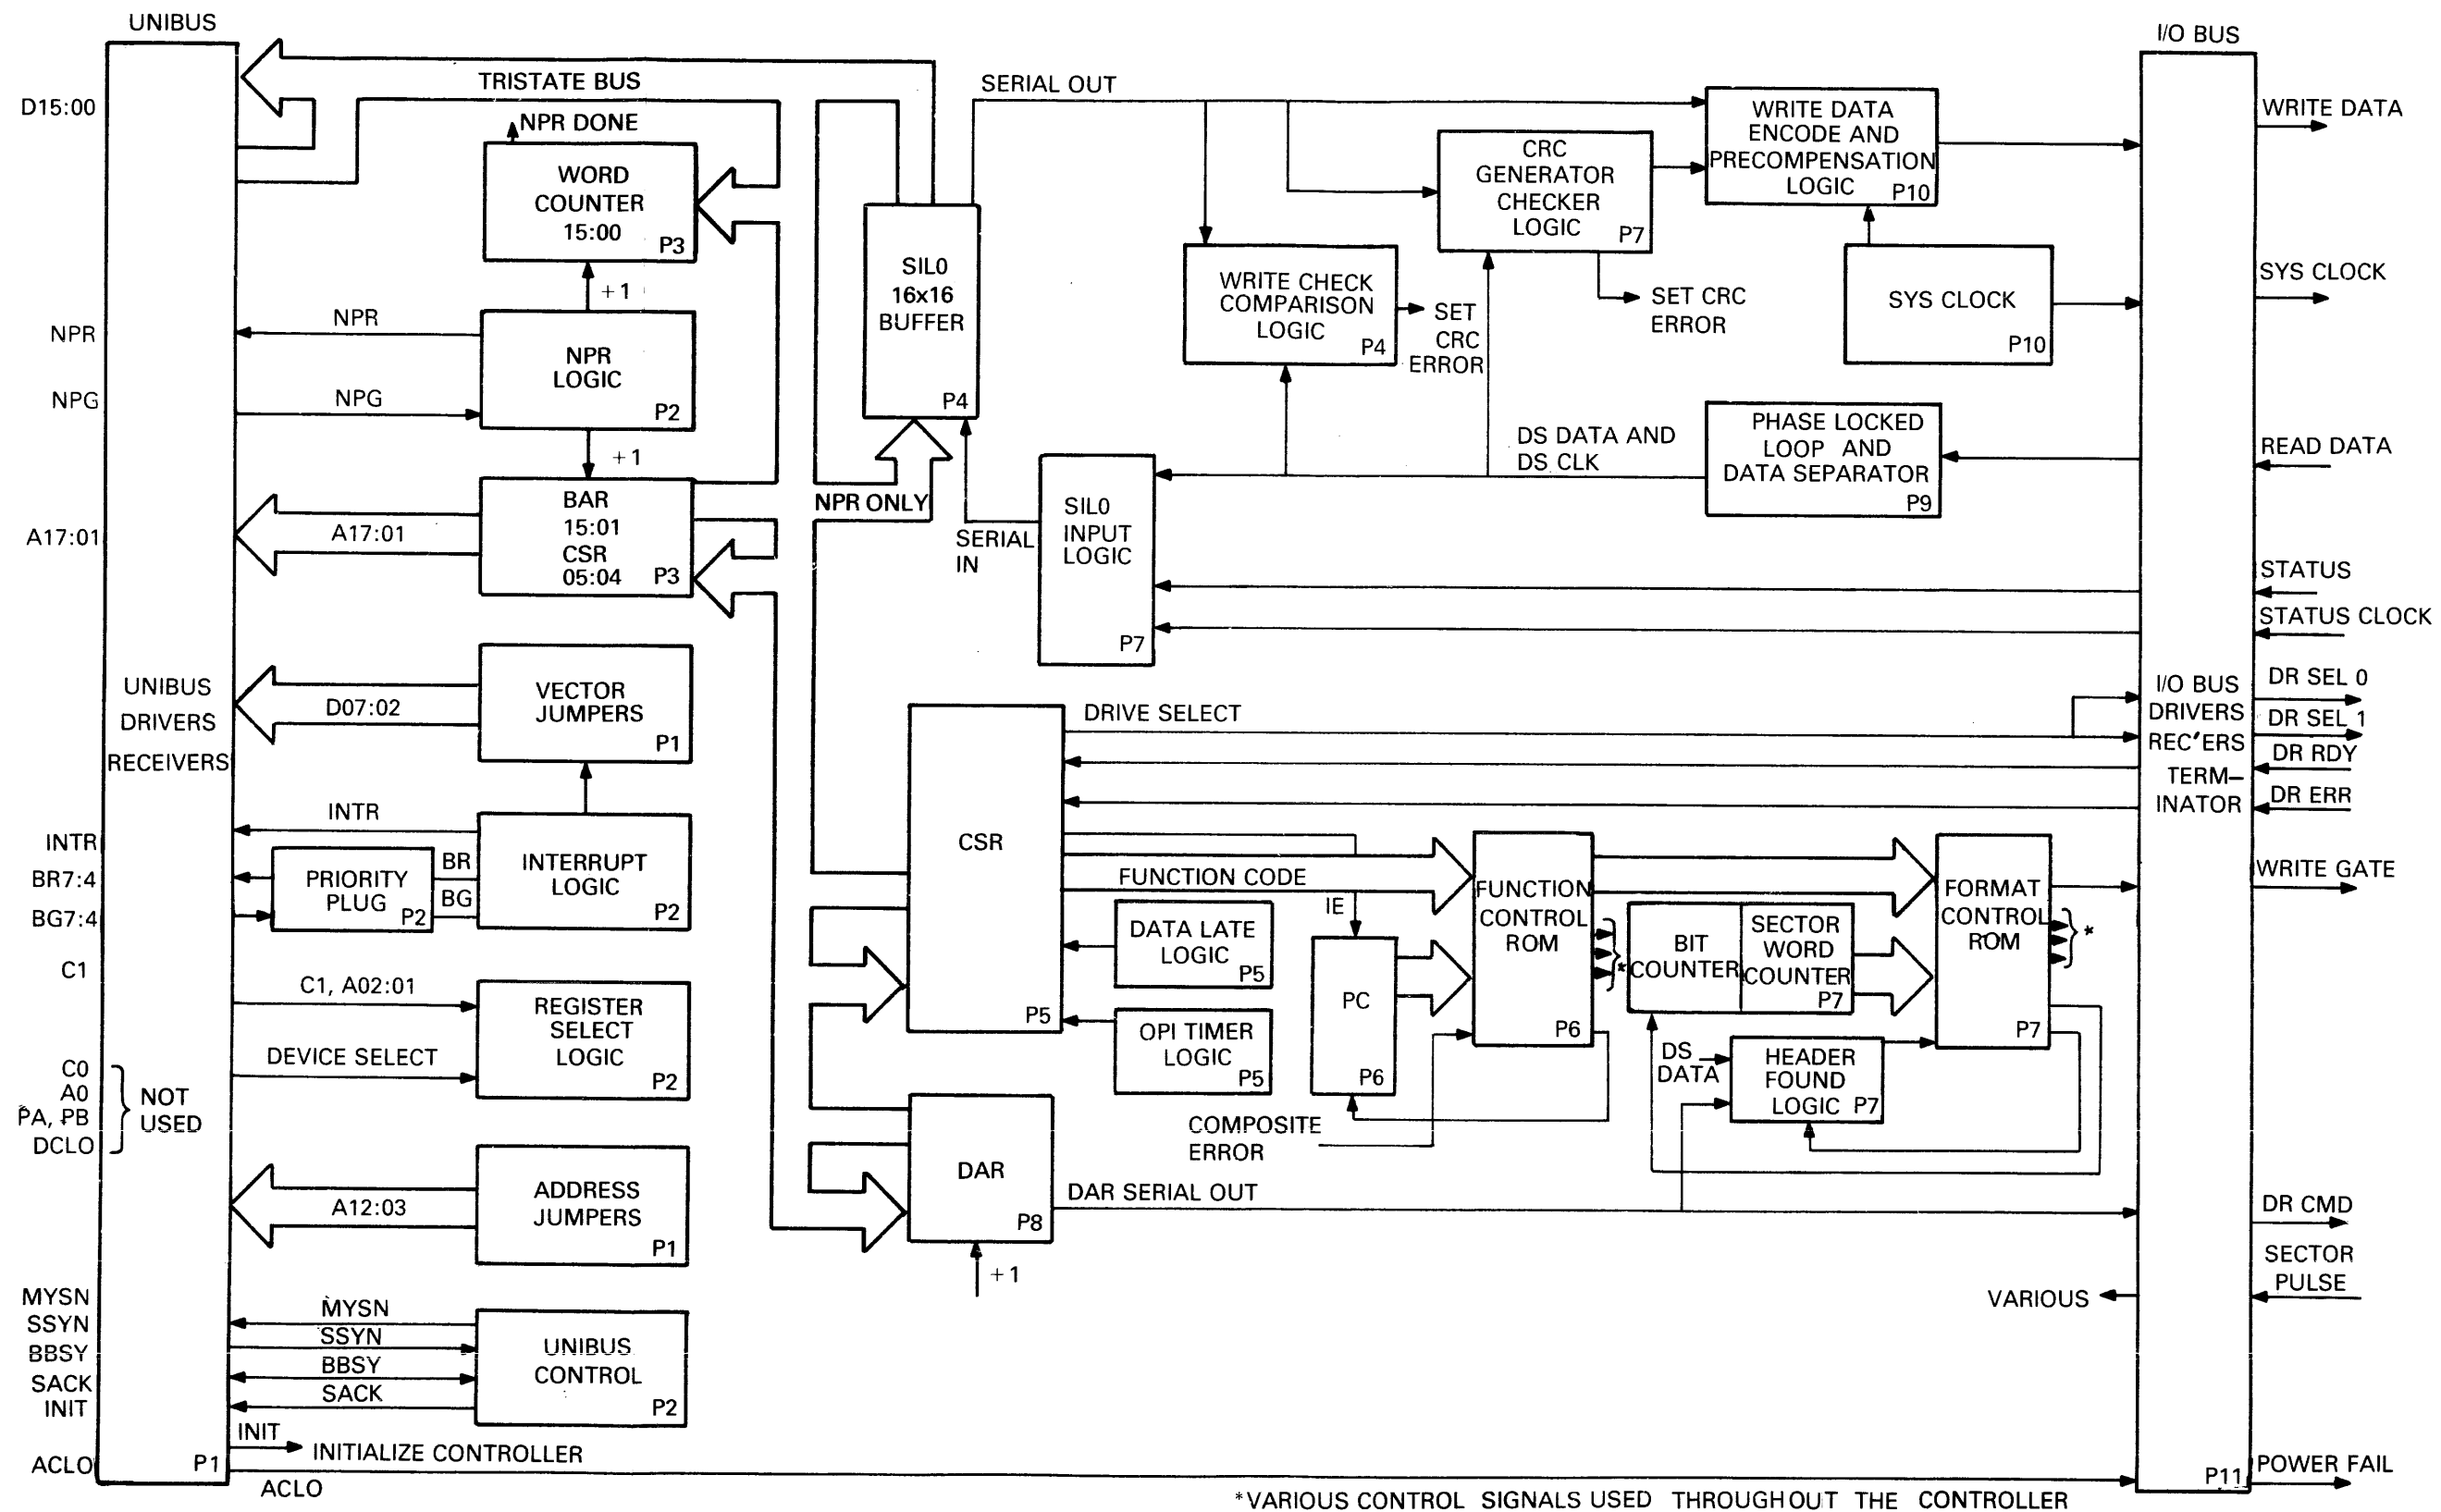 UNIBUS
D15:00
NPR
NPG
A17:01
UNIBUS
DRIVERS
RECEIVERS
INTR
BR7:4
BG7:4
C1
C0
A0
PA, PB
DCLO
NOT
USED
MYSN
SSYN
BBSY
SACK
INIT
ACLO
P1
TRISTATE BUS
NPR DONE
WORD
COUNTER
15:00
P3
+1
NPR
NPG
NPR
LOGIC
P2
+1
BAR
15:01
CSR
05:04
P3
A17:01
VECTOR
JUMPERS
P1
D07:02
INTR
PRIORITY
PLUG
P2
BR
BG
INTERRUPT
LOGIC
P2
C1, A02:01
DEVICE SELECT
REGISTER
SELECT
LOGIC
P2
A12:03
ADDRESS
JUMPERS
P1
MYSN
SSYN
BBSY
SACK
UNIBUS
CONTROL
P2
INIT
INITIALIZE CONTROLLER
ACLO
SIL0
16x16
BUFFER
P4
NPR ONLY
SERIAL OUT
SERIAL
IN
SIL0
INPUT
LOGIC
P7
WRITE CHECK
COMPARISON
LOGIC
P4
SET
CRC
ERROR
CRC
GENERATOR
CHECKER
LOGIC
P7
SET CRC
ERROR
WRITE DATA
ENCODE AND
PRECOMPENSATION
LOGIC
P10
SYS CLOCK
P10
DS DATA AND
DS CLK
PHASE LOCKED
LOOP AND
DATA SEPARATOR
P9
CSR
P5
DRIVE SELECT
FUNCTION CODE
IE
DATA LATE
LOGIC
P5
OPI TIMER
LOGIC
P5
PC
P6
COMPOSITE
ERROR
FUNCTION
CONTROL
ROM
P6
*
BIT
COUNTER
SECTOR
WORD
COUNTER
P7
DS
DATA
HEADER
FOUND
LOGIC P7
FORMAT
CONTROL
ROM
P7
*
DAR
P8
+1
DAR SERIAL OUT
VARIOUS
I/O BUS
I/O BUS
DRIVERS
REC'ERS
TERM–
INATOR
P11
WRITE DATA
SYS CLOCK
READ DATA
STATUS
STATUS CLOCK
DR SEL 0
DR SEL 1
DR RDY
DR ERR
WRITE GATE
DR CMD
SECTOR
PULSE
POWER FAIL
*VARIOUS CONTROL SIGNALS USED THROUGHOUT THE CONTROLLER